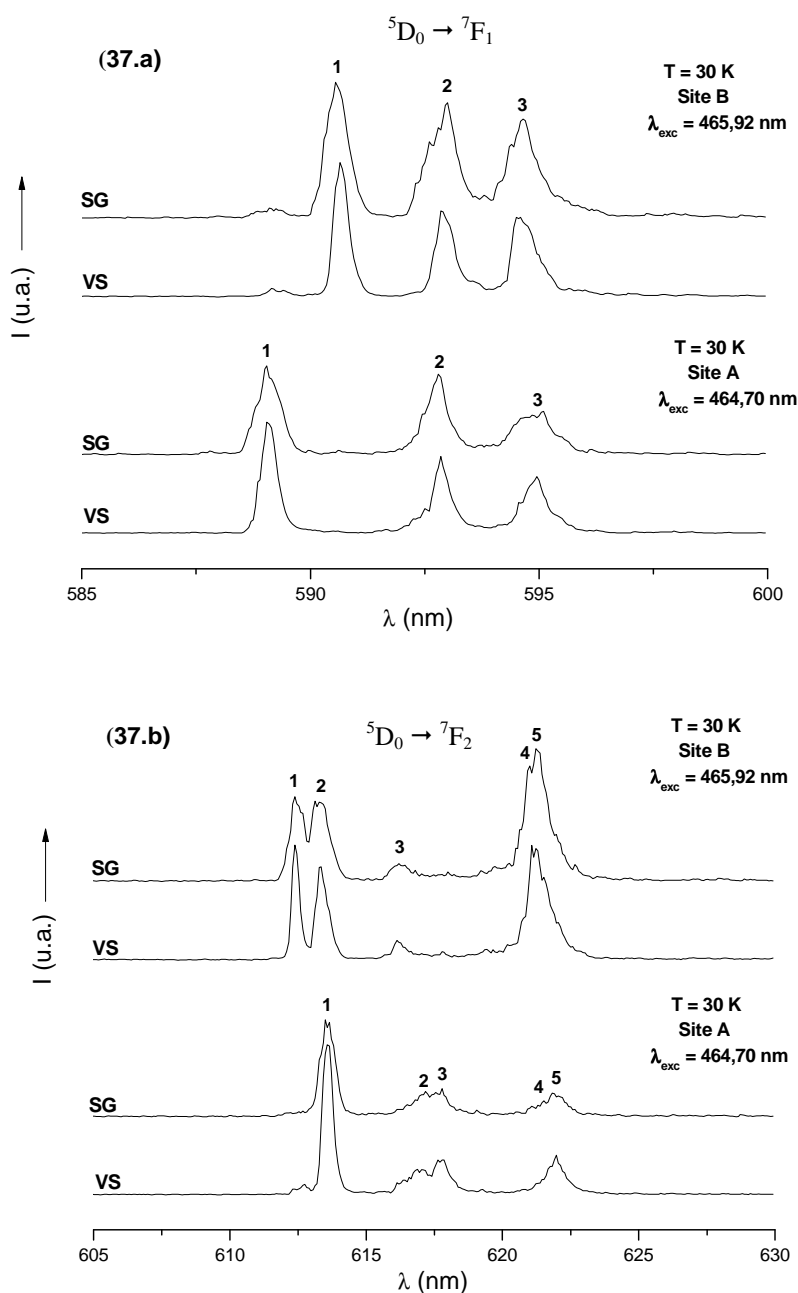 (37.a)
⁵D₀ → ⁷F₁
T = 30 K
Site B
λexc = 465,92 nm
1
2
3
SG
VS
T = 30 K
Site A
λexc = 464,70 nm
1
2
3
SG
VS
I (u.a.)
585 590 595 600
λ (nm)
(37.b)
⁵D₀ → ⁷F₂
T = 30 K
Site B
λexc = 465,92 nm
1
2
3
4
5
SG
VS
T = 30 K
Site A
λexc = 464,70 nm
1
2
3
4
5
SG
VS
I (u.a.)
605 610 615 620 625 630
λ (nm)